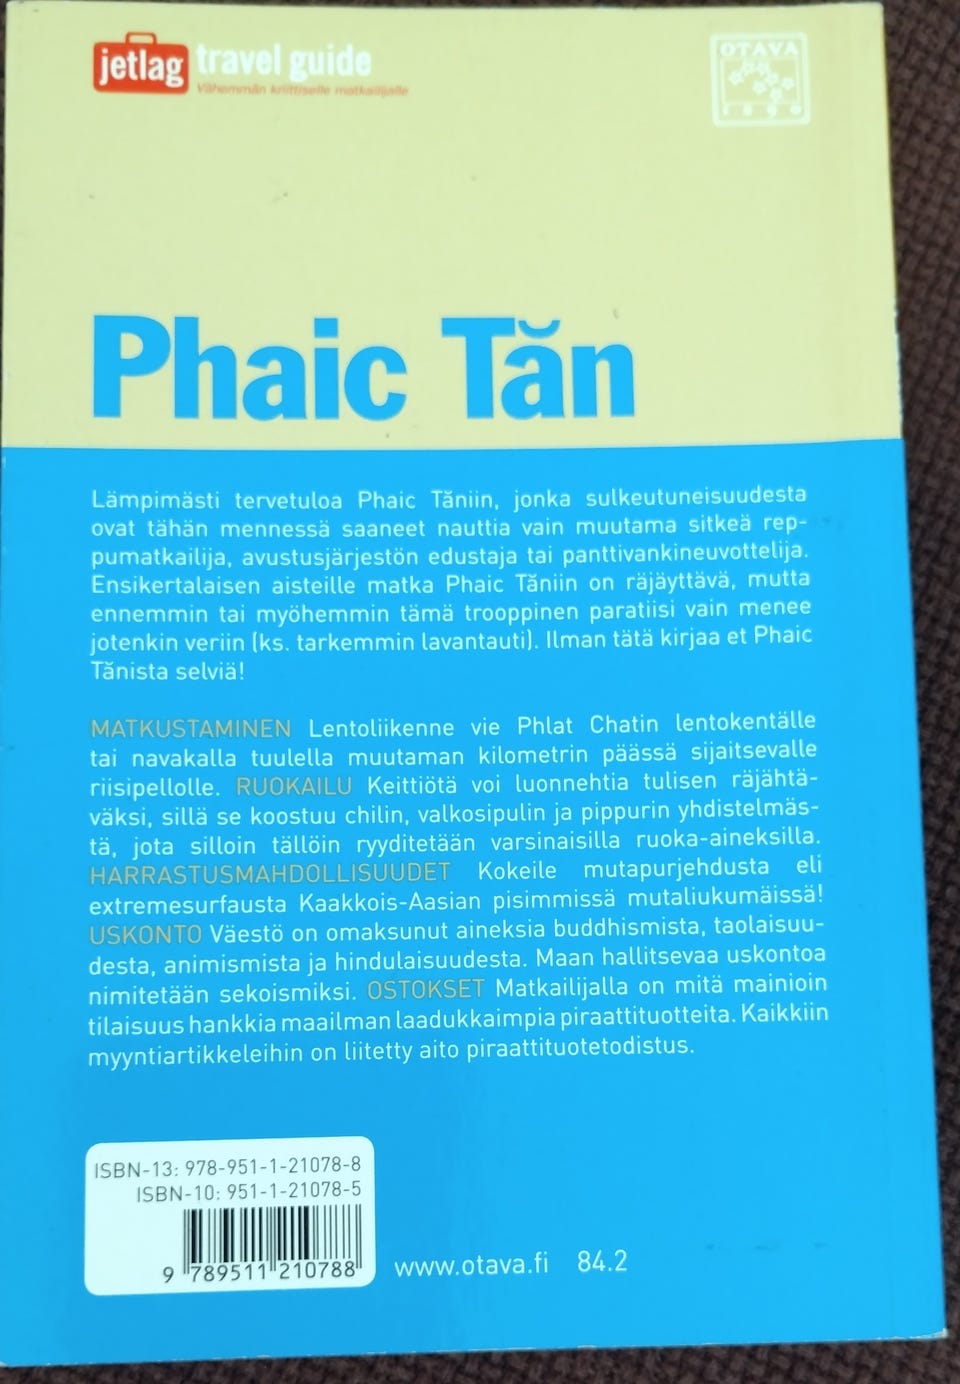 jetlag travel guide
Vähemmän kriittiselle matkailijalle
OTAVA
1890
Phaic Tăn
Lämpimästi tervetuloa Phaic Tăniin, jonka sulkeutuneisuudesta
ovat tähän mennessä saaneet nauttia vain muutama sitkeä rep-
pumatkailija, avustusjärjestön edustaja tai panttivankineuvottelija.
Ensikertalaisen aisteille matka Phaic Tăniin on räjäyttävä, mutta
ennemmin tai myöhemmin tämä trooppinen paratiisi vain menee
jotenkin veriin (ks. tarkemmin lavantauti). Ilman tätä kirjaa et Phaic
Tănista selviä!
MATKUSTAMINEN Lentoliikenne vie Phlat Chatin lentokentälle
tai navakalla tuulella muutaman kilometrin päässä sijaitsevalle
riisipellolle. RUOKAILU Keittiötä voi luonnehtia tulisen räjähtä-
väksi, sillä se koostuu chilin, valkosipulin ja pippurin yhdistelmäs-
tä, jota silloin tällöin ryyditetään varsinaisilla ruoka-aineksilla.
HARRASTUSMAHDOLLISUUDET Kokeile mutapurjehdusta eli
extremesurfausta Kaakkois-Aasian pisimmissä mutaliukumäissä!
USKONTO Väestö on omaksunut aineksia buddhismista, taolaisuu-
desta, animismista ja hindulaisuudesta. Maan hallitsevaa uskontoa
nimitetään sekoismiksi. OSTOKSET Matkailijalla on mitä mainioin
tilaisuus hankkia maailman laadukkaimpia piraattituotteita. Kaikkiin
myyntiartikkeleihin on liitetty aito piraattituotetodistus.
ISBN-13: 978-951-1-21078-8
ISBN-10: 951-1-21078-5
9 789511 210788
www.otava.fi 84.2